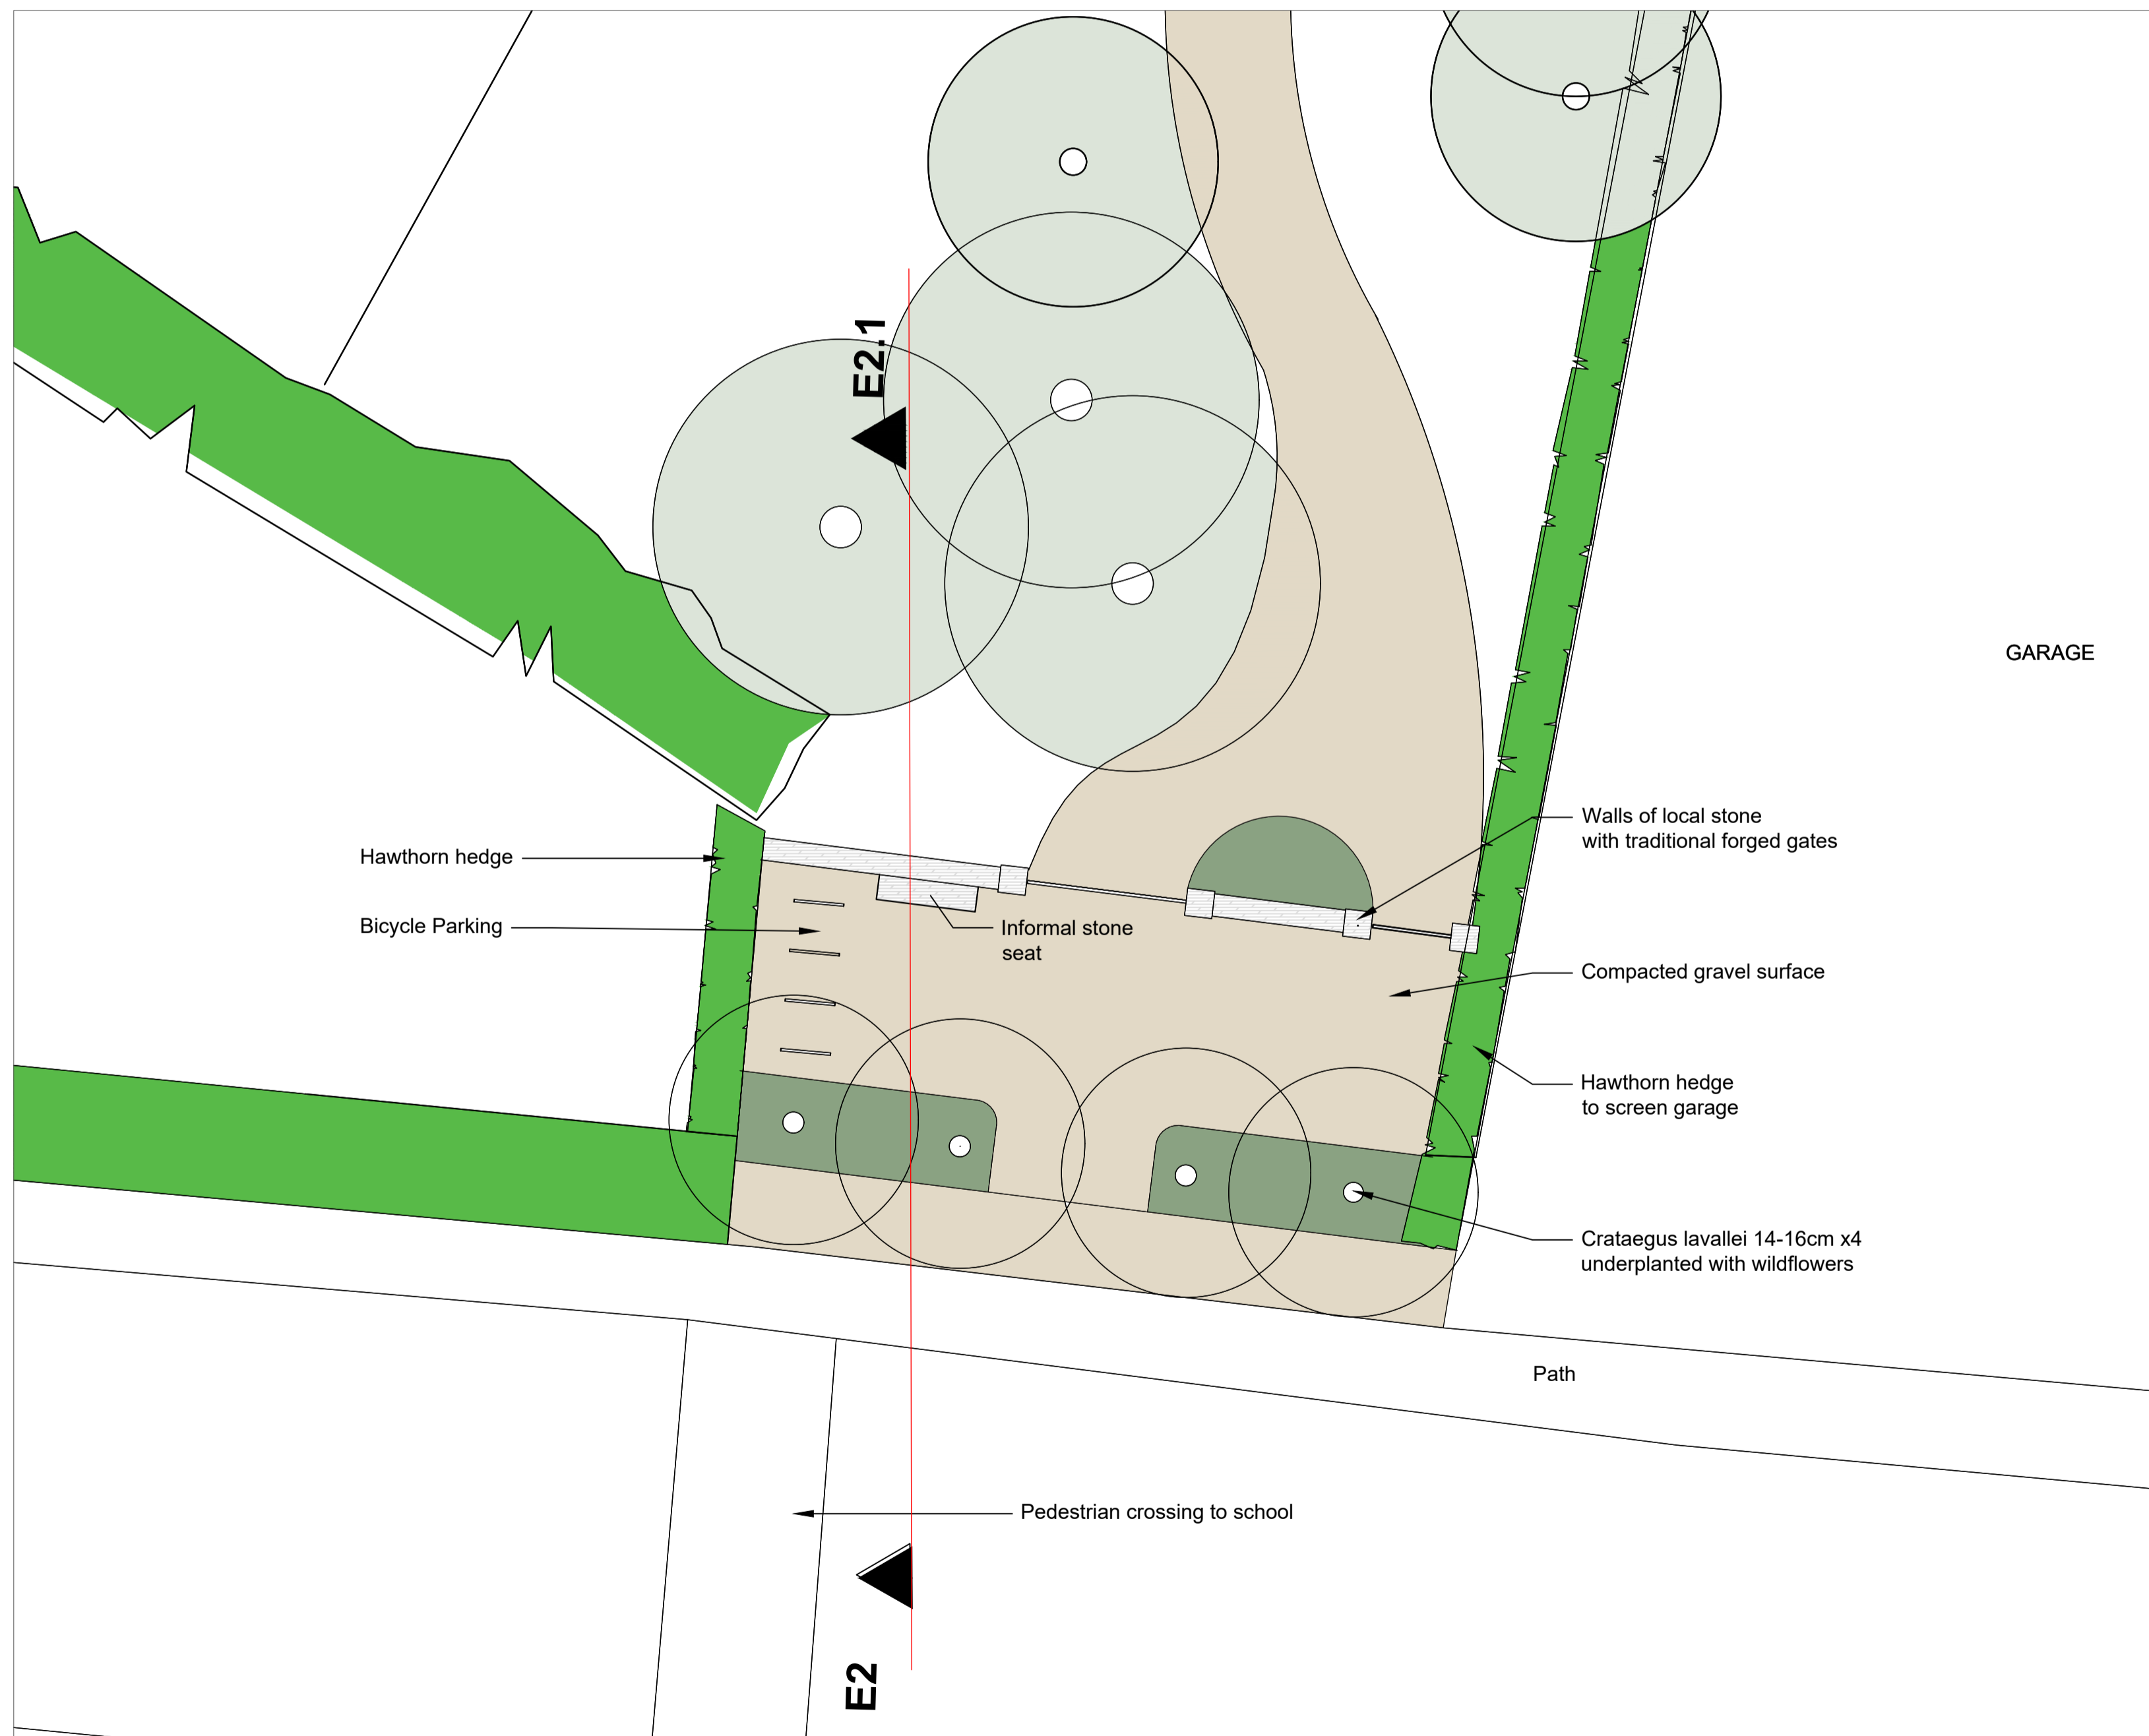 E2.1
GARAGE
Walls of local stone
with traditional forged gates
Hawthorn hedge
Bicycle Parking
Informal stone
seat
Compacted gravel surface
Hawthorn hedge
to screen garage
Crataegus lavallei 14-16cm x4
underplanted with wildflowers
Path
Pedestrian crossing to school
E2